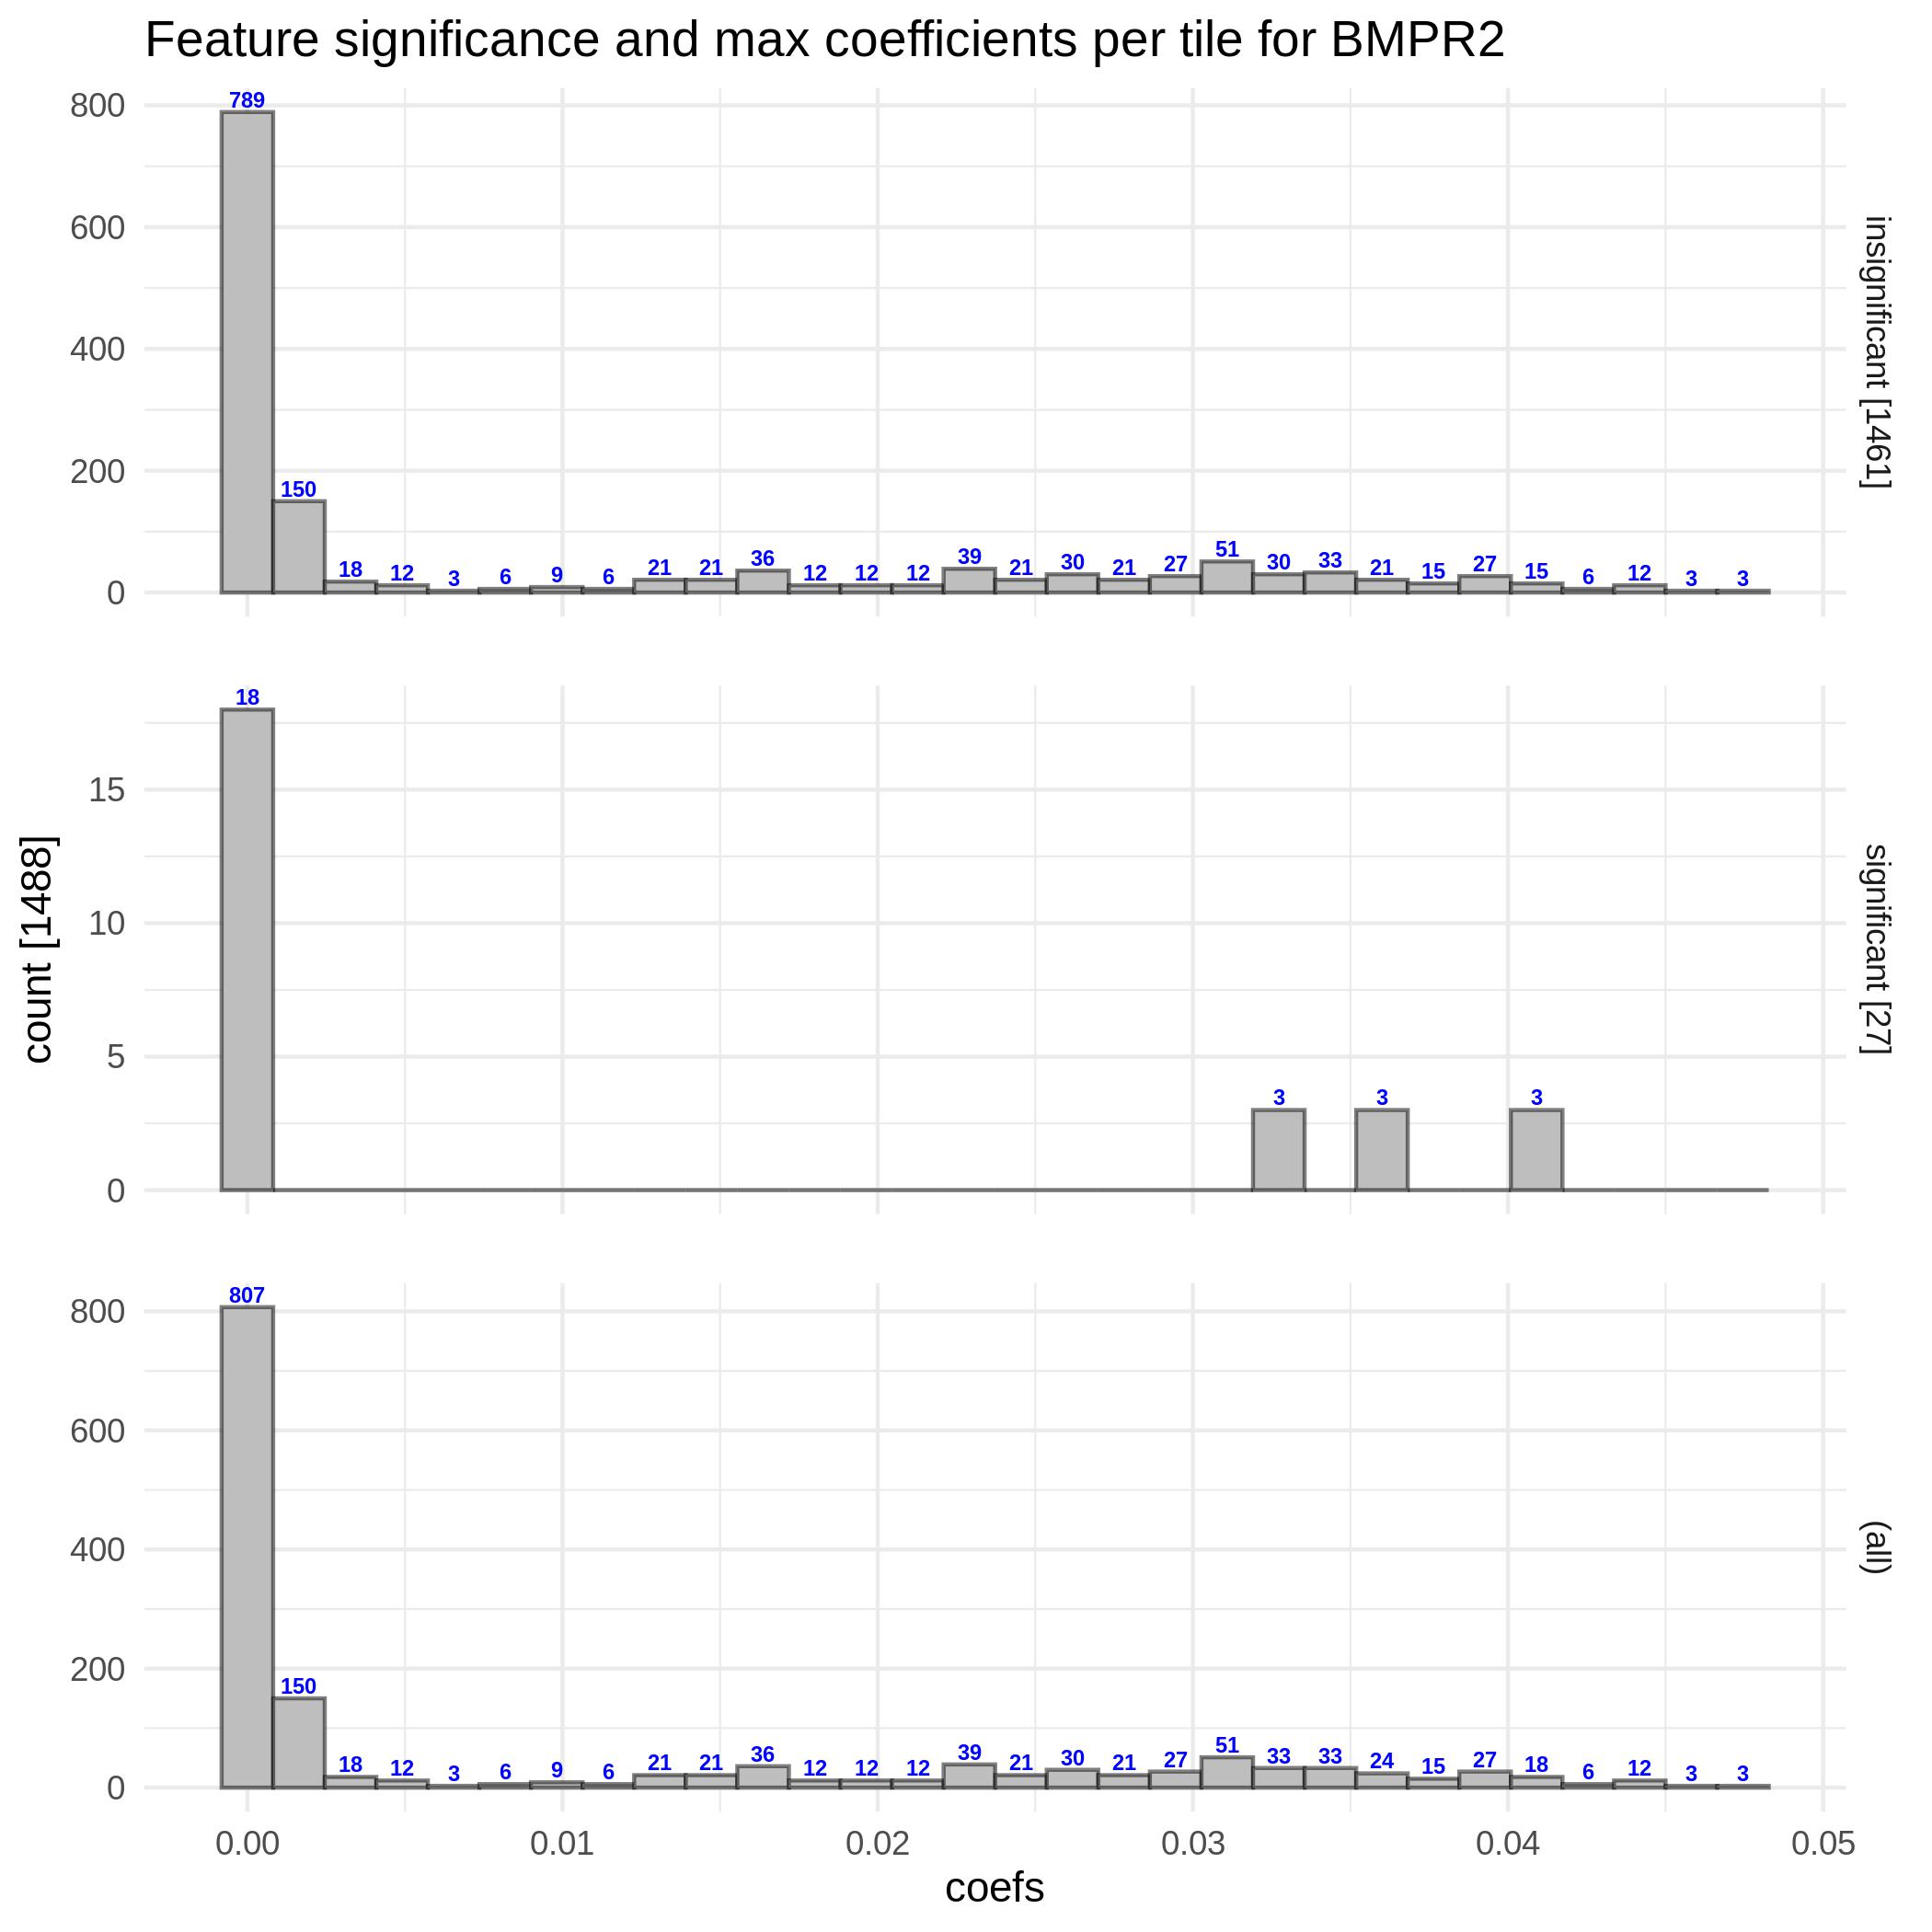 Feature significance and max coefficients per tile for BMPR2
800
600
400
200
0
789
150
18 12 3 6 9 6 21 21 36 12 12 12 39 21 30 21 27 51 30 33 21 15 27 15 6 12 3 3
insignificant [1461]
count [1488]
15
10
5
0
18
3 3 3
significant [27]
800
600
400
200
0
807
150
18 12 3 6 9 6 21 21 36 12 12 12 39 21 30 21 27 51 33 33 24 15 27 18 6 12 3 3
(all)
0.00 0.01 0.02 0.03 0.04 0.05
coefs